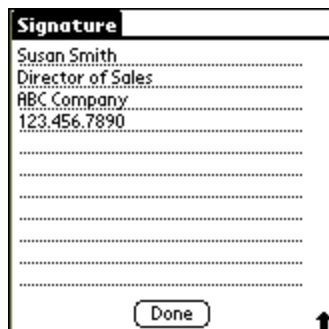 Signature
Susan Smith
Director of Sales
ABC Company
123.456.7890
Done